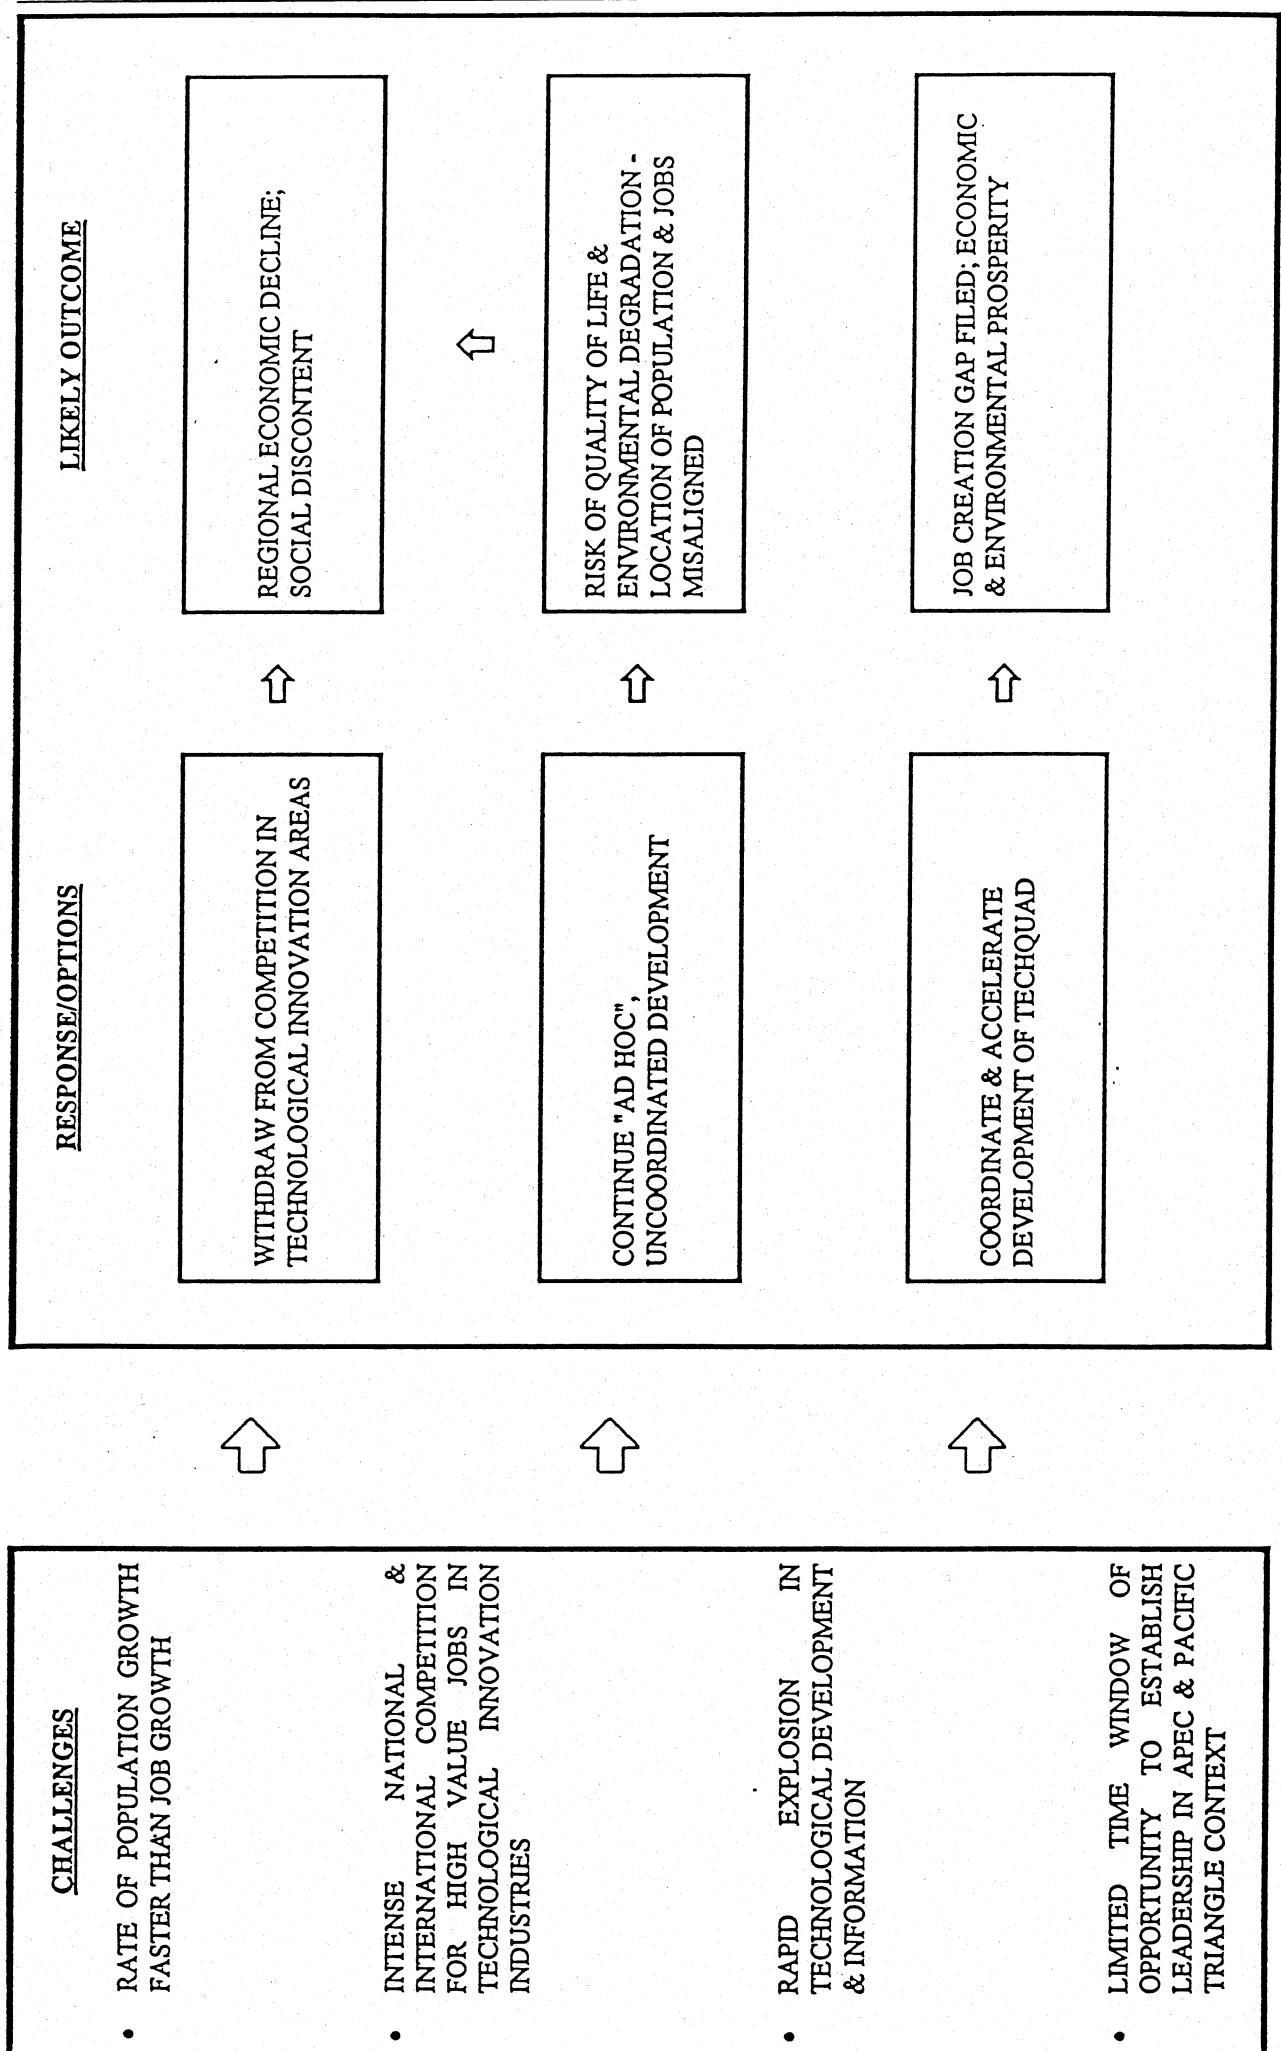 CHALLENGES
• RATE OF POPULATION GROWTH
FASTER THAN JOB GROWTH
• INTENSE NATIONAL &
INTERNATIONAL COMPETITION
FOR HIGH VALUE JOBS IN
TECHNOLOGICAL INNOVATION
INDUSTRIES
• RAPID EXPLOSION IN
TECHNOLOGICAL DEVELOPMENT
& INFORMATION
• LIMITED TIME WINDOW OF
OPPORTUNITY TO ESTABLISH
LEADERSHIP IN APEC & PACIFIC
TRIANGLE CONTEXT
RESPONSE/OPTIONS
WITHDRAW FROM COMPETITION IN
TECHNOLOGICAL INNOVATION AREAS
CONTINUE "AD HOC",
UNCOORDINATED DEVELOPMENT
COORDINATE & ACCELERATE
DEVELOPMENT OF TECHQUAD
LIKELY OUTCOME
REGIONAL ECONOMIC DECLINE;
SOCIAL DISCONTENT
RISK OF QUALITY OF LIFE &
ENVIRONMENTAL DEGRADATION -
LOCATION OF POPULATION & JOBS
MISALIGNED
JOB CREATION GAP FILED; ECONOMIC
& ENVIRONMENTAL PROSPERITY